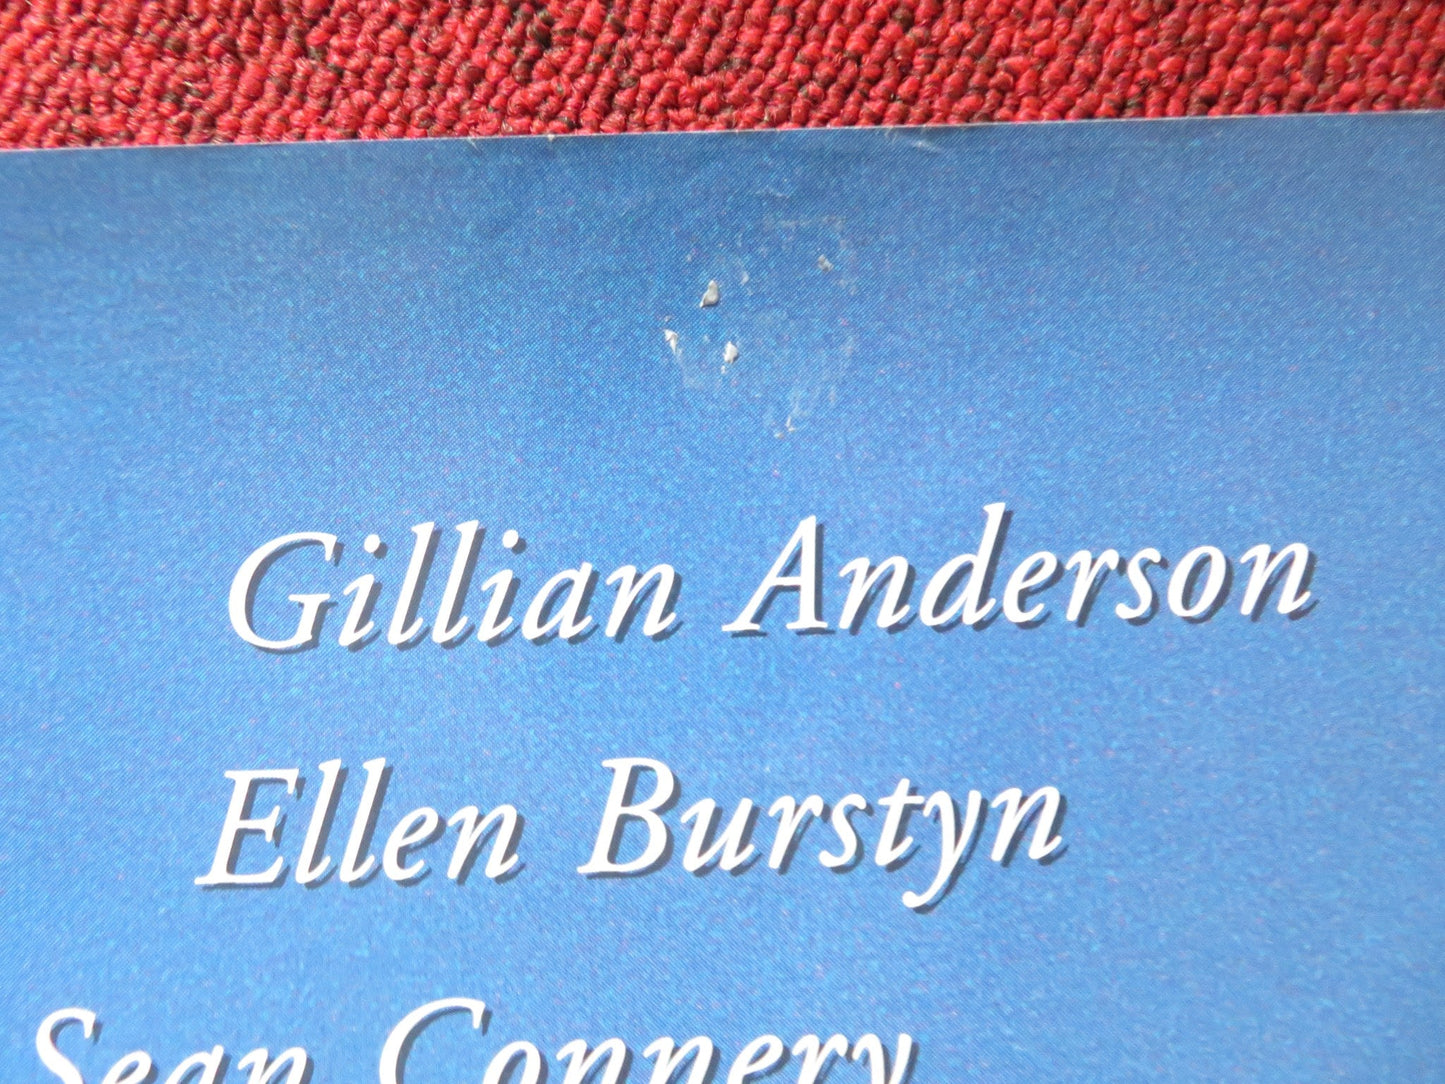 Gillian Anderson
Ellen Burstyn
Sean Connery